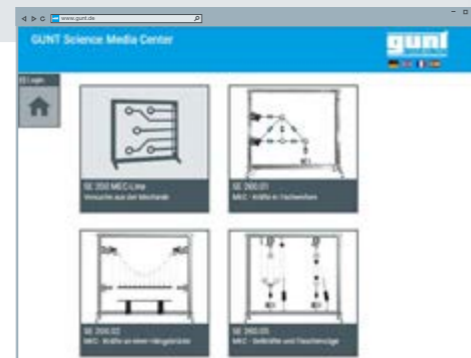 www.gunt.de
GUNT Science Media Center
gunt
Login
SE 200 MEC-Line
Versuche aus der Mechanik
SE 200.01
MEC - Kräfte in Fachwerken
SE 200.02
MEC - Kräfte an einer Hängebrücke
SE 200.05
MEC - Seilkräfte und Flaschenzüge